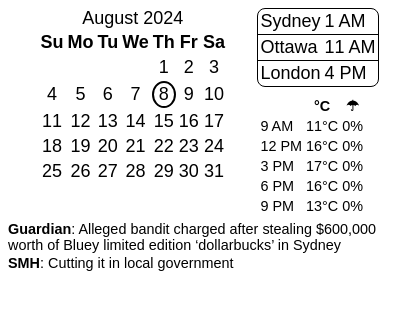 August 2024
Su Mo Tu We Th Fr Sa
1 2 3
4 5 6 7 8 9 10
11 12 13 14 15 16 17
18 19 20 21 22 23 24
25 26 27 28 29 30 31
Sydney 1 AM
Ottawa 11 AM
London 4 PM
°C ☂
9 AM 11°C 0%
12 PM 16°C 0%
3 PM 17°C 0%
6 PM 16°C 0%
9 PM 13°C 0%
Guardian: Alleged bandit charged after stealing $600,000
worth of Bluey limited edition ‘dollarbucks’ in Sydney
SMH: Cutting it in local government